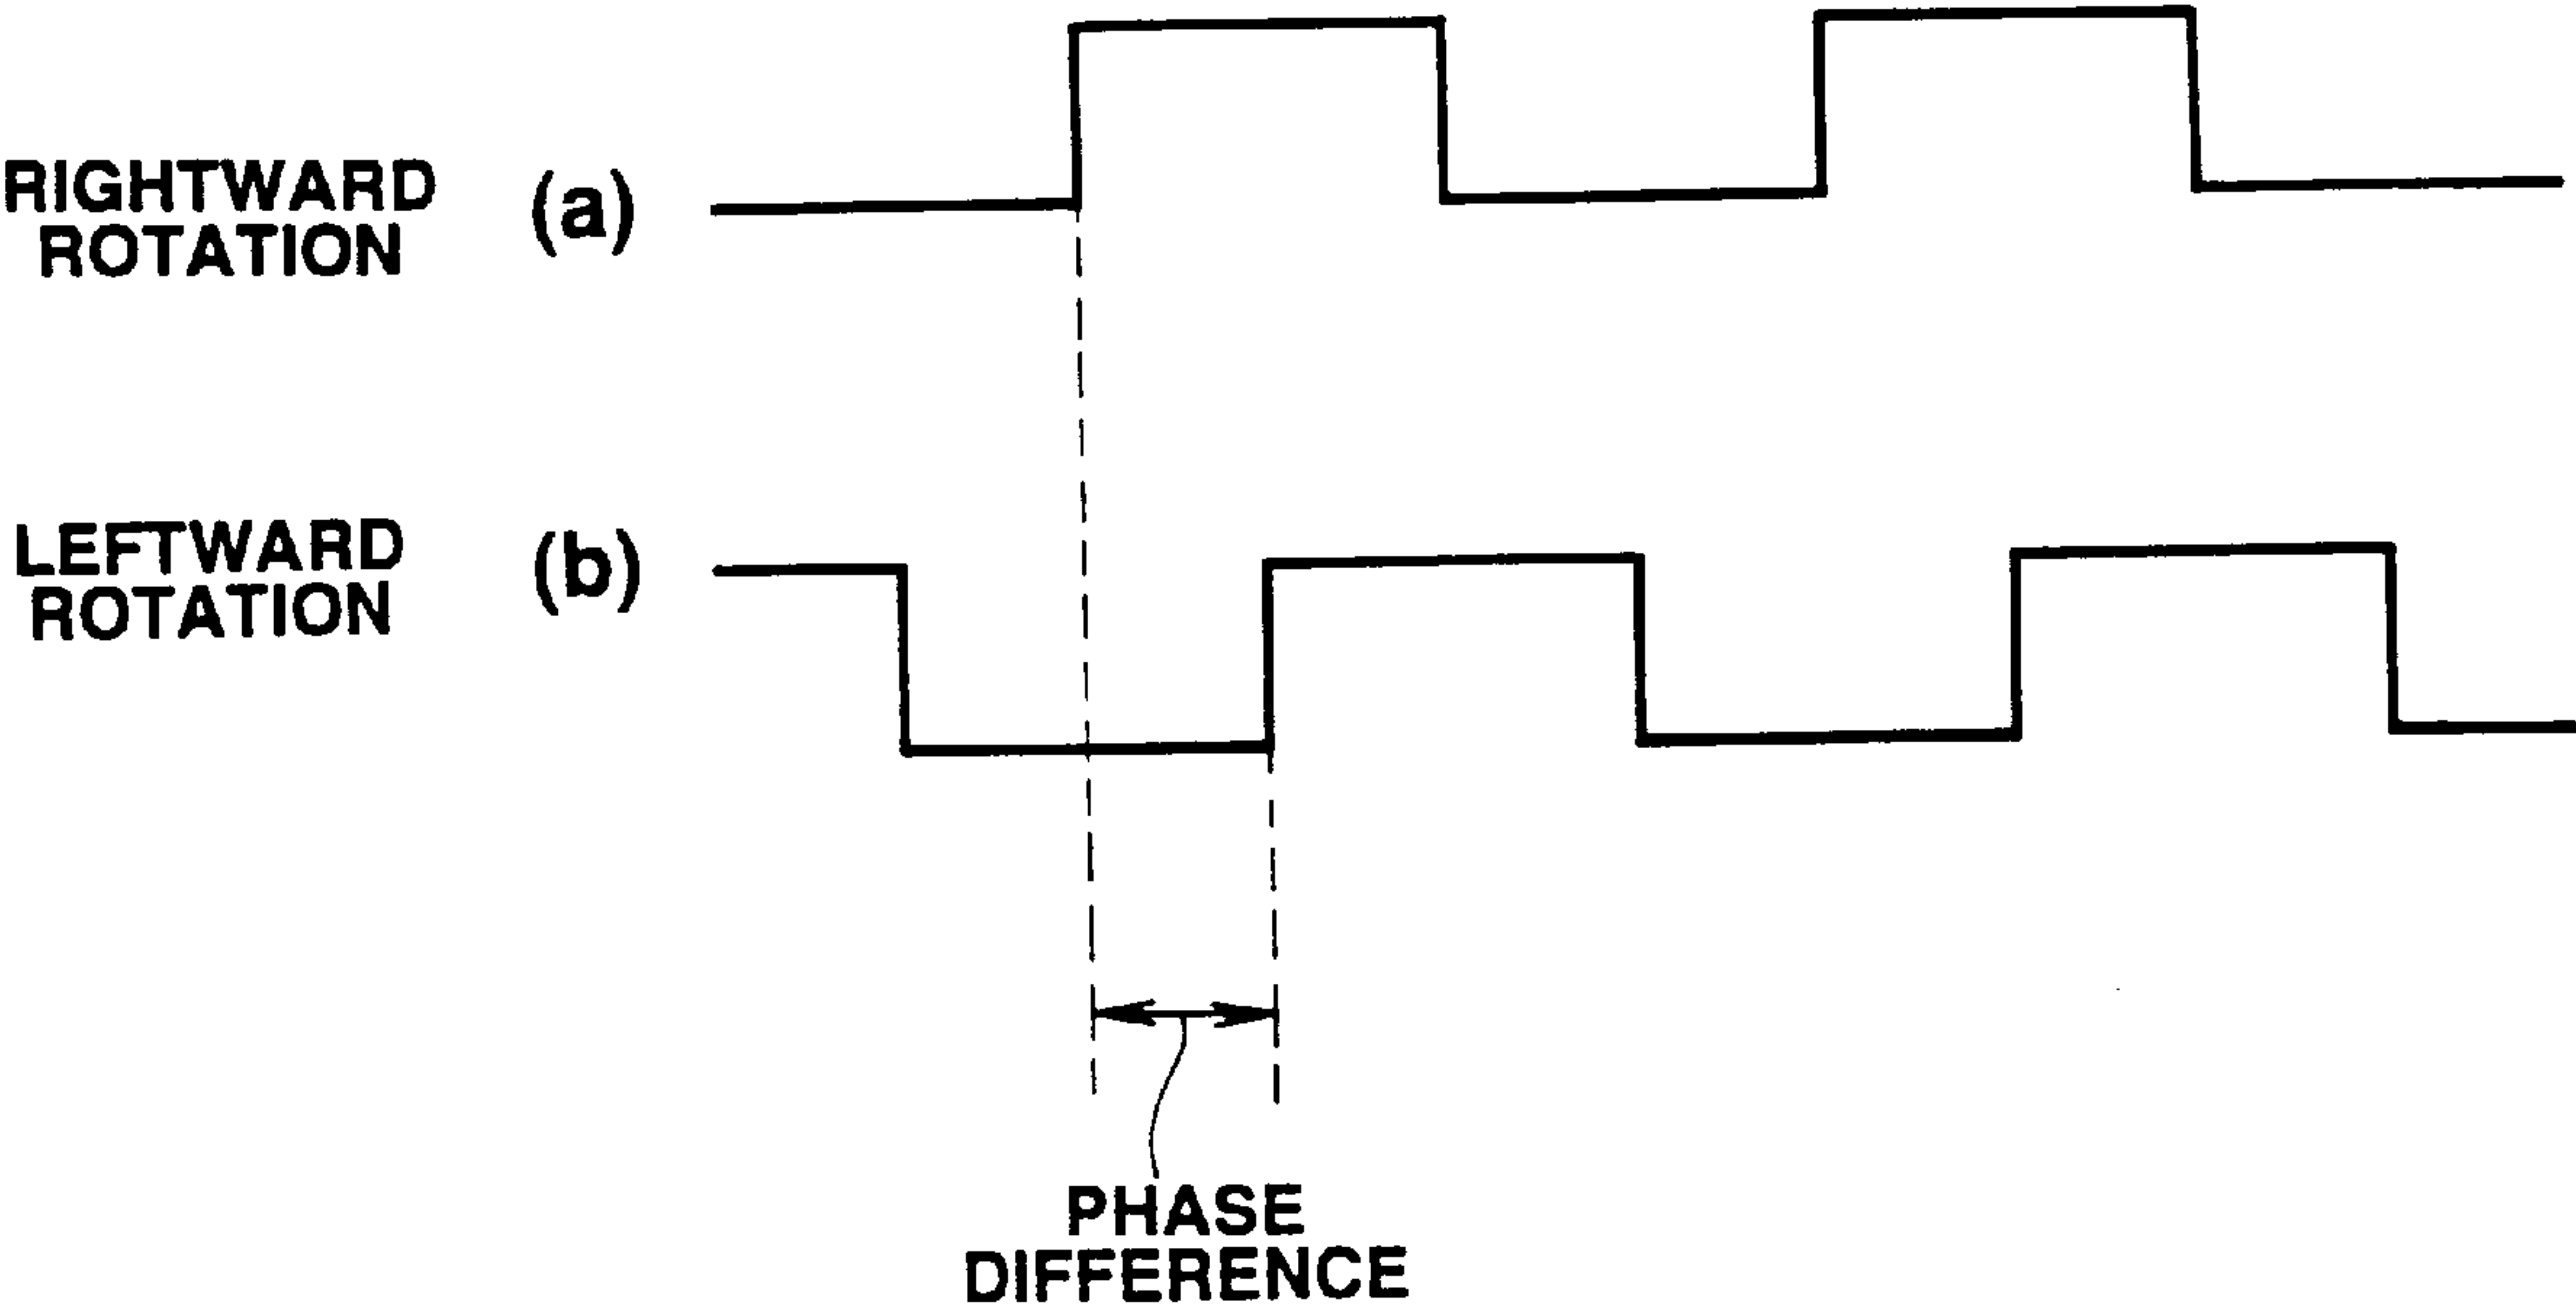 RIGHTWARD
ROTATION
(a)
LEFTWARD
ROTATION
(b)
PHASE
DIFFERENCE